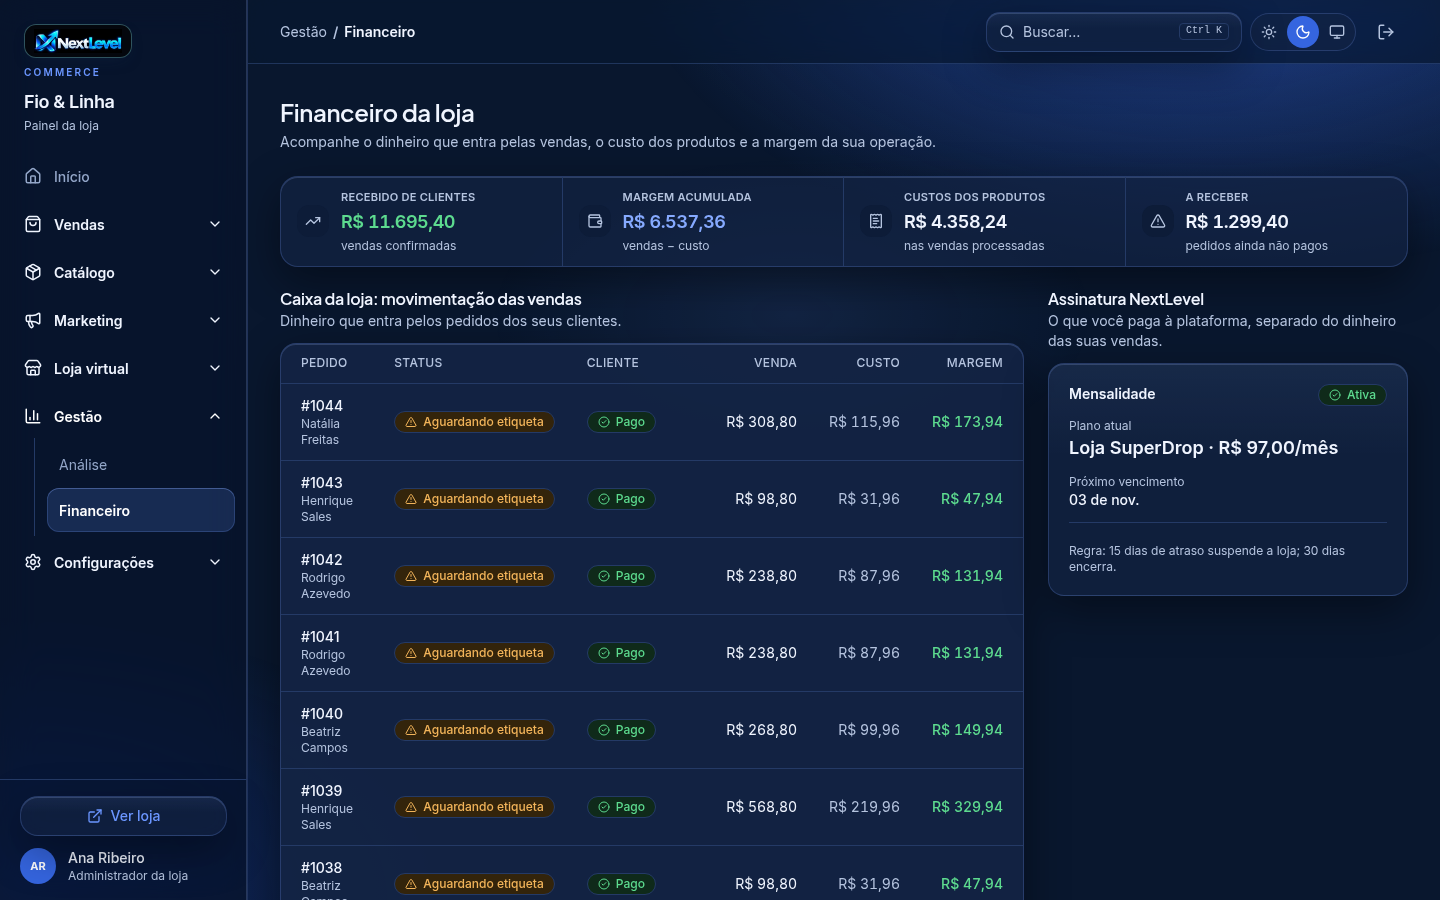 NextLevel
COMMERCE
Fio & Linha
Painel da loja
Início
Vendas
Catálogo
Marketing
Loja virtual
Gestão
Análise
Financeiro
Configurações
Ver loja
AR
Ana Ribeiro
Administrador da loja
Gestão / Financeiro
Buscar...
Ctrl K
Financeiro da loja
Acompanhe o dinheiro que entra pelas vendas, o custo dos produtos e a margem da sua operação.
RECEBIDO DE CLIENTES
R$ 11.695,40
vendas confirmadas
MARGEM ACUMULADA
R$ 6.537,36
vendas − custo
CUSTOS DOS PRODUTOS
R$ 4.358,24
nas vendas processadas
A RECEBER
R$ 1.299,40
pedidos ainda não pagos
Caixa da loja: movimentação das vendas
Dinheiro que entra pelos pedidos dos seus clientes.
PEDIDO STATUS CLIENTE VENDA CUSTO MARGEM
#1044
Natália
Freitas
Aguardando etiqueta Pago R$ 308,80 R$ 115,96 R$ 173,94
#1043
Henrique
Sales
Aguardando etiqueta Pago R$ 98,80 R$ 31,96 R$ 47,94
#1042
Rodrigo
Azevedo
Aguardando etiqueta Pago R$ 238,80 R$ 87,96 R$ 131,94
#1041
Rodrigo
Azevedo
Aguardando etiqueta Pago R$ 238,80 R$ 87,96 R$ 131,94
#1040
Beatriz
Campos
Aguardando etiqueta Pago R$ 268,80 R$ 99,96 R$ 149,94
#1039
Henrique
Sales
Aguardando etiqueta Pago R$ 568,80 R$ 219,96 R$ 329,94
#1038
Beatriz
Campos
Aguardando etiqueta Pago R$ 98,80 R$ 31,96 R$ 47,94
Assinatura NextLevel
O que você paga à plataforma, separado do dinheiro
das suas vendas.
Mensalidade
Ativa
Plano atual
Loja SuperDrop · R$ 97,00/mês
Próximo vencimento
03 de nov.
Regra: 15 dias de atraso suspende a loja; 30 dias
encerra.